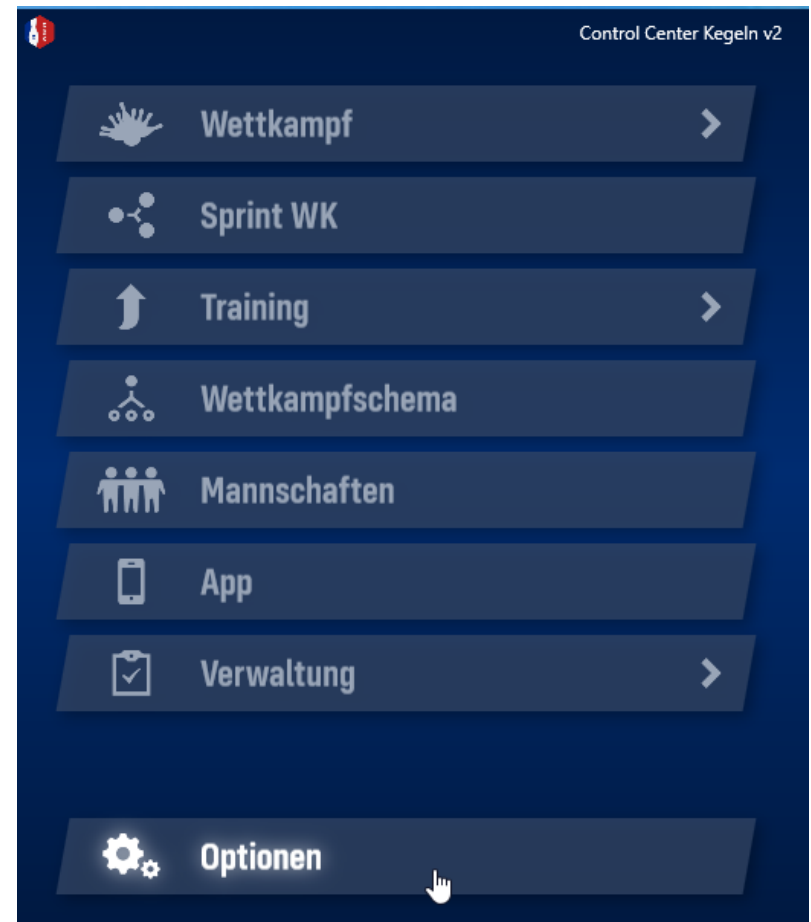 Control Center Kegeln v2
Wettkampf
Sprint WK
Training
Wettkampfschema
Mannschaften
App
Verwaltung
Optionen